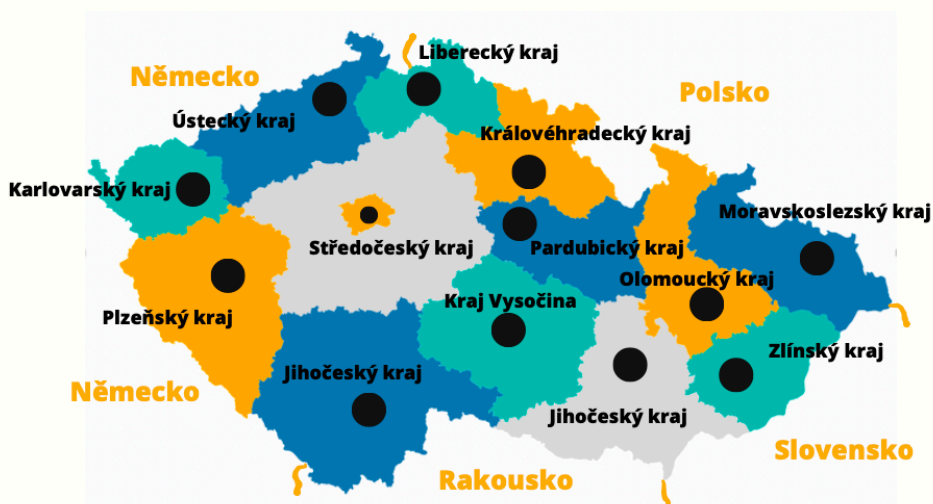 Liberecký kraj
Německo
Polsko
Ústecký kraj
Královéhradecký kraj
Karlovarský kraj
Moravskoslezský kraj
Středočeský kraj
Pardubický kraj
Olomoucký kraj
Kraj Vysočina
Plzeňský kraj
Zlínský kraj
Jihočeský kraj
Německo
Jihočeský kraj
Slovensko
Rakousko